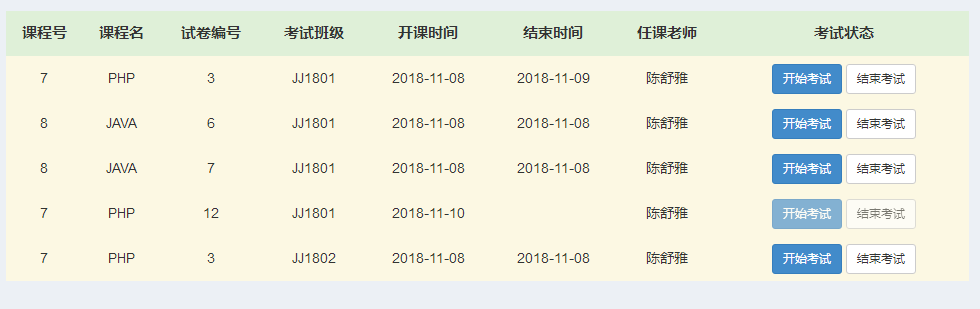 课程号 课程名 试卷编号 考试班级 开课时间 结束时间 任课老师 考试状态
7 PHP 3 JJ1801 2018-11-08 2018-11-09 陈舒雅 开始考试 结束考试
8 JAVA 6 JJ1801 2018-11-08 2018-11-08 陈舒雅 开始考试 结束考试
8 JAVA 7 JJ1801 2018-11-08 2018-11-08 陈舒雅 开始考试 结束考试
7 PHP 12 JJ1801 2018-11-10 陈舒雅 开始考试 结束考试
7 PHP 3 JJ1802 2018-11-08 2018-11-08 陈舒雅 开始考试 结束考试